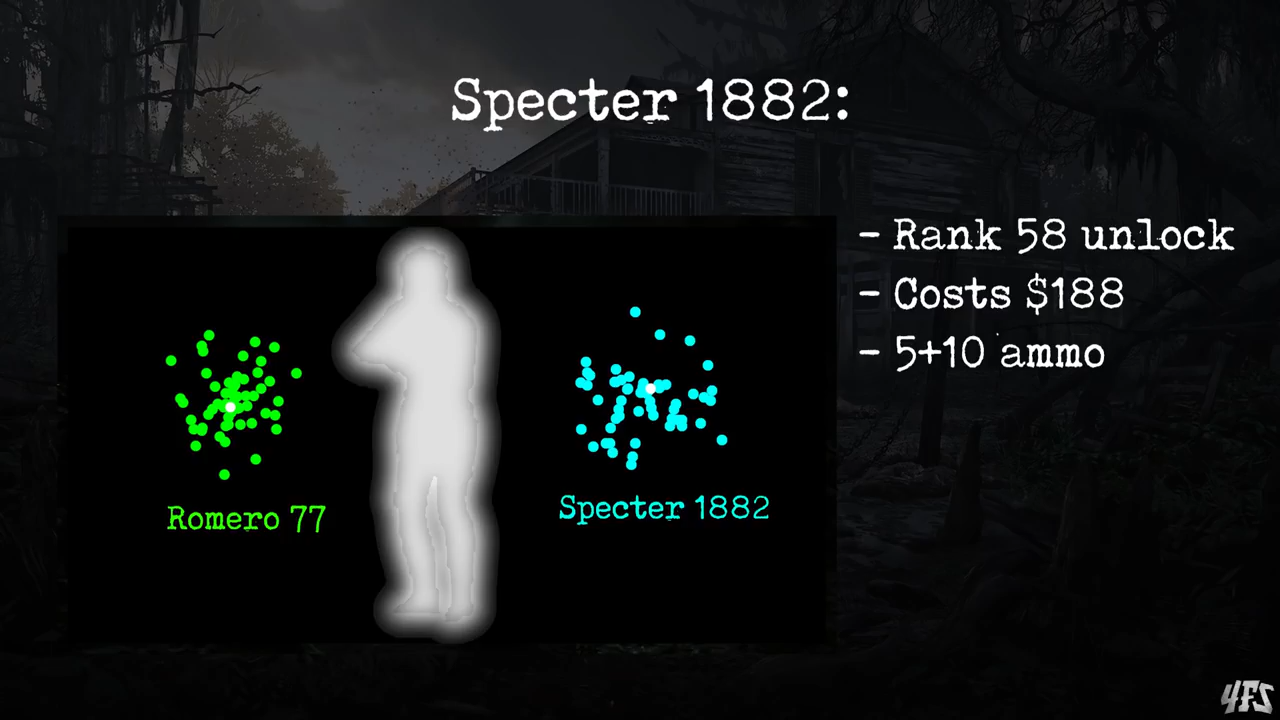 Specter 1882:
- Rank 58 unlock
- Costs $188
- 5+10 ammo
Romero 77
Specter 1882
4FS